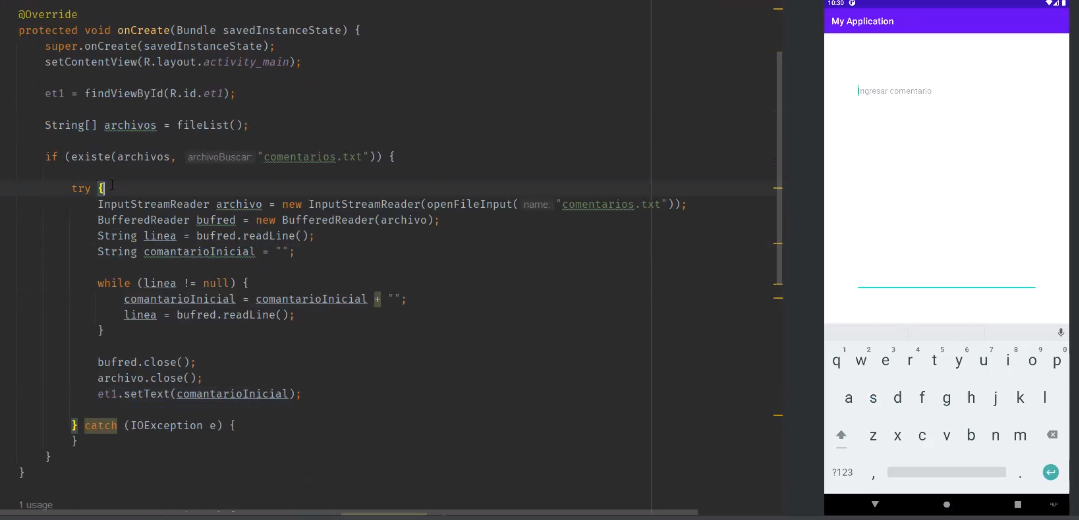 @Override
protected void onCreate(Bundle savedInstanceState) {
super.onCreate(savedInstanceState);
setContentView(R.layout.activity_main);
et1 = findViewById(R.id.et1);
String[] archivos = fileList();
if (existe(archivos, archivoBuscar: "comentarios.txt")) {
try {
InputStreamReader archivo = new InputStreamReader(openFileInput( name: "comentarios.txt"));
BufferedReader bufred = new BufferedReader(archivo);
String linea = bufred.readLine();
String comantarioInicial = "";
while (linea != null) {
comantarioInicial = comantarioInicial + "";
linea = bufred.readLine();
}
bufred.close();
archivo.close();
et1.setText(comantarioInicial);
} catch (IOException e) {
}
}
}
1 usage
10:30
My Application
Ingresar comentario
1 2 3 4 5 6 7 8 9 0
q w e r t y u i o p
a s d f g h j k l
z x c v b n m
?123 , .